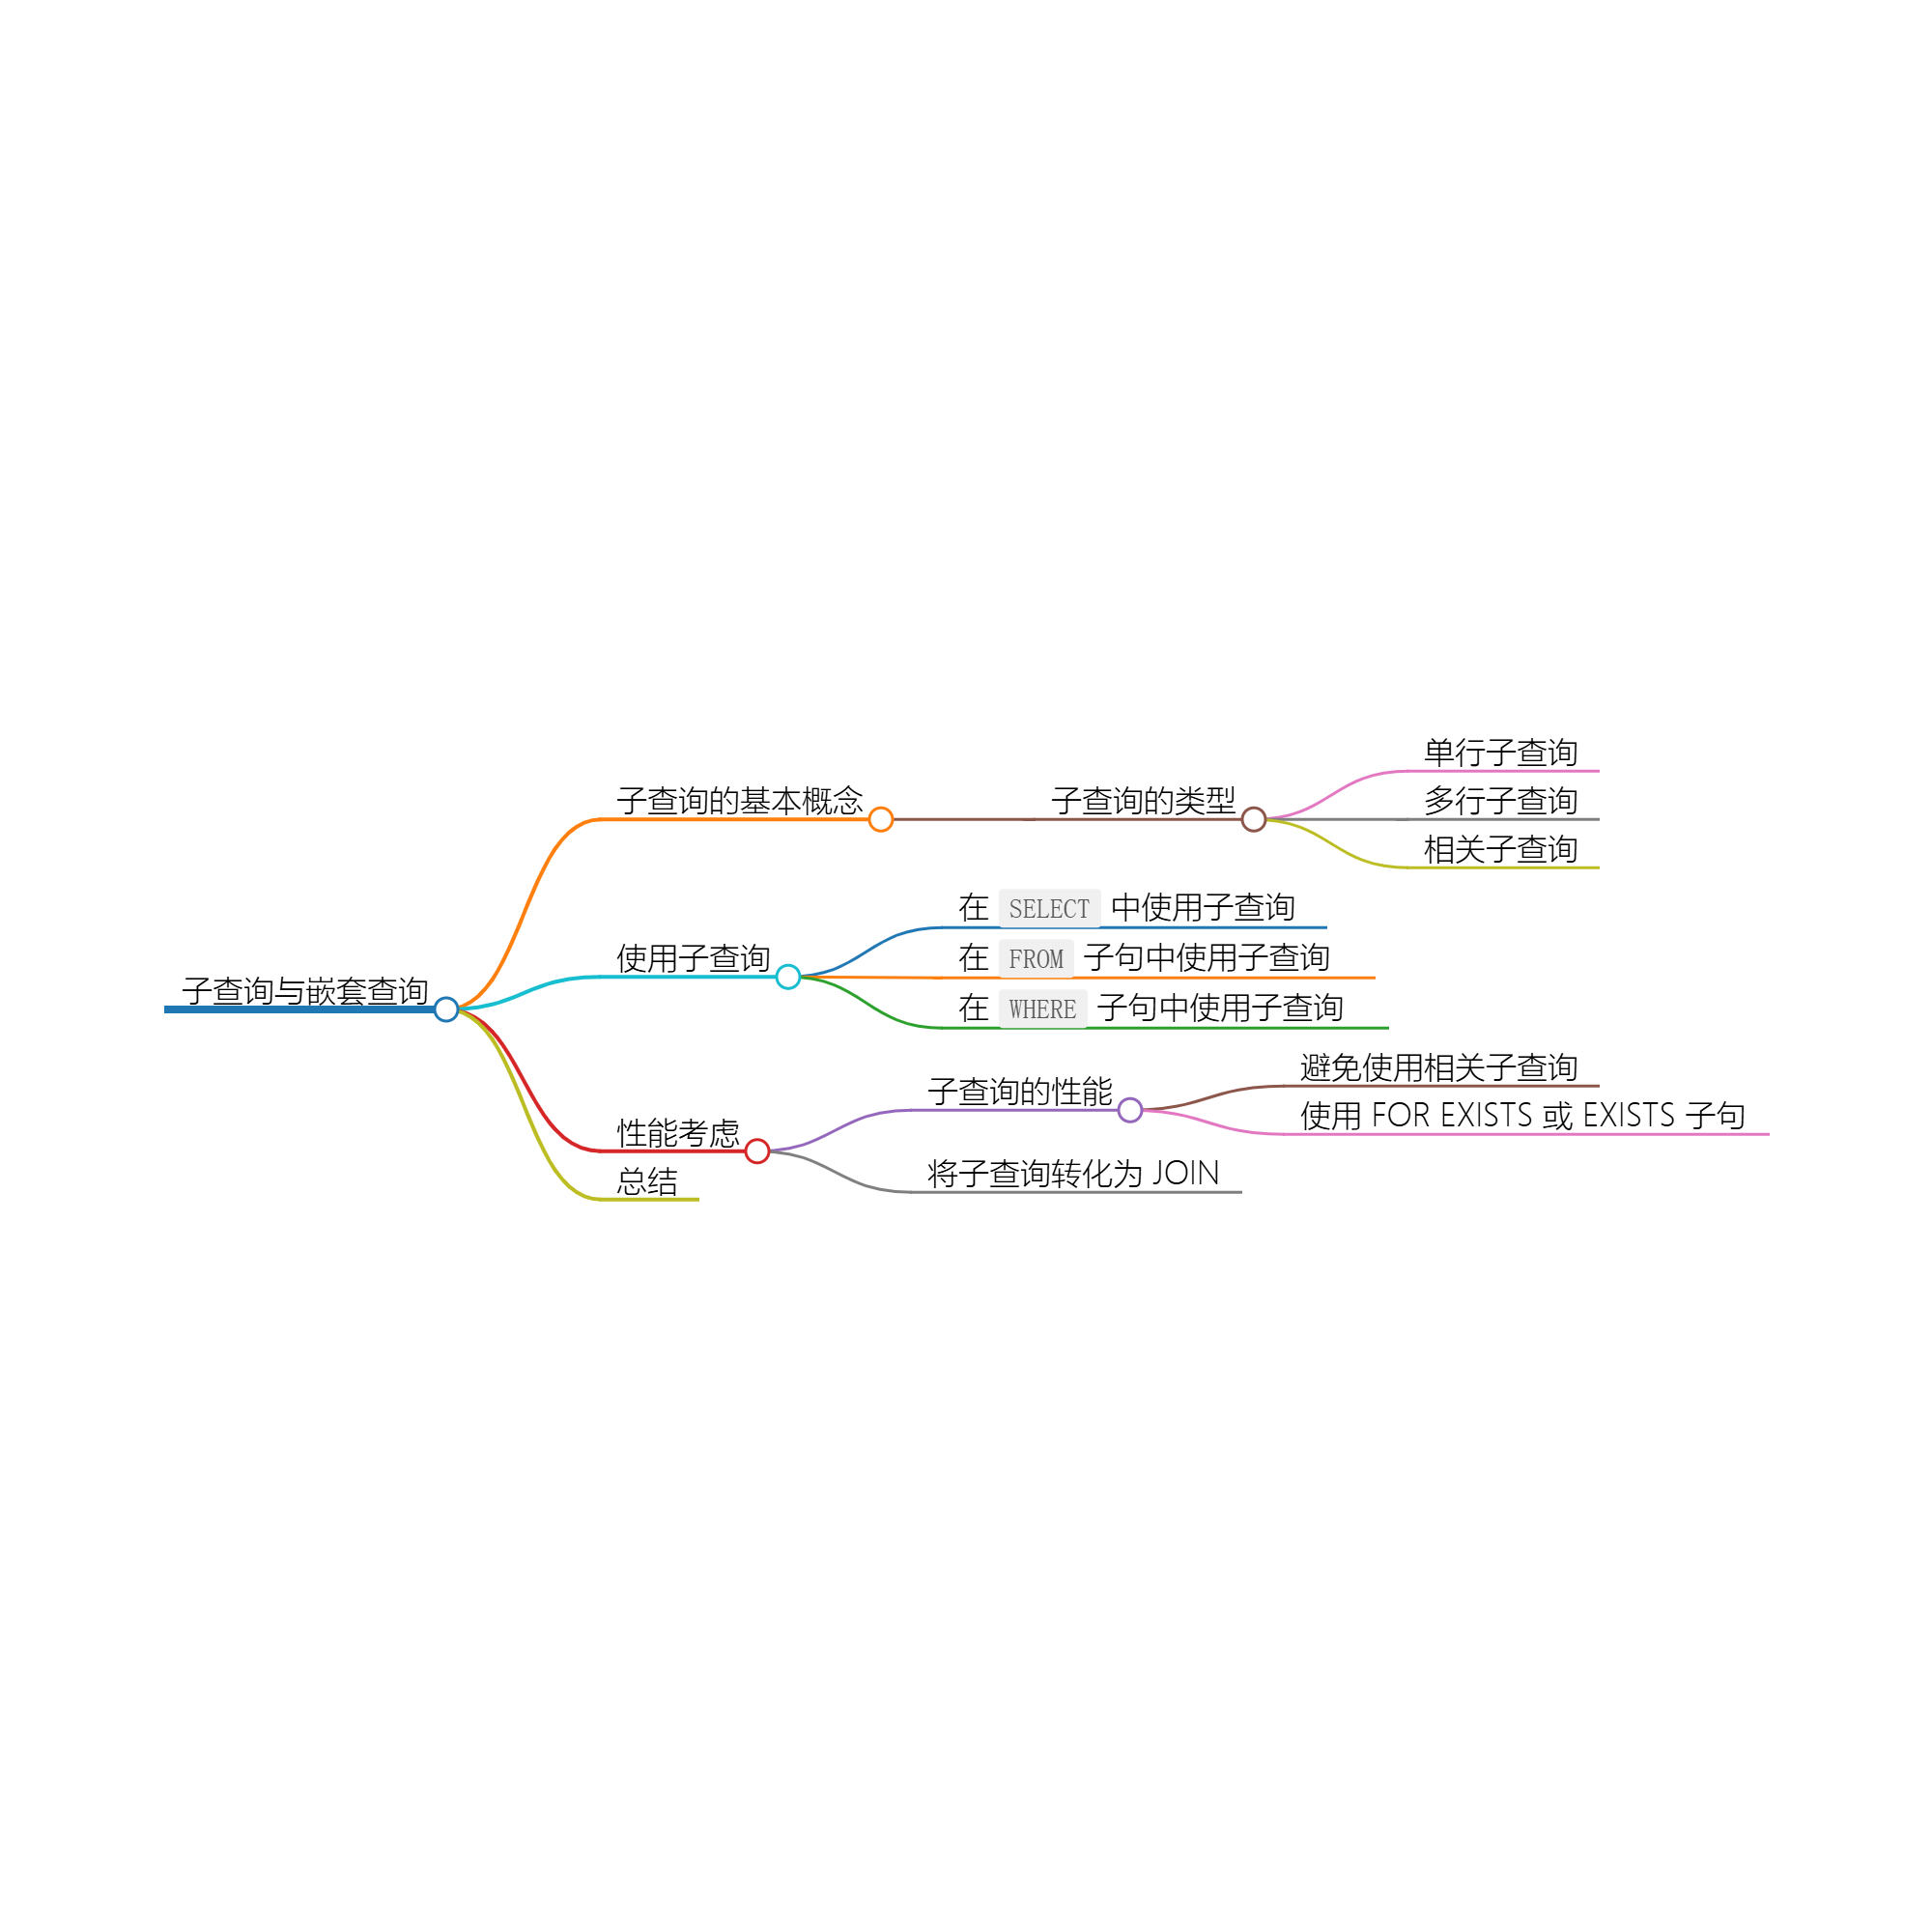 子查询与嵌套查询
子查询的基本概念
子查询的类型
单行子查询
多行子查询
相关子查询
使用子查询
在 SELECT 中使用子查询
在 FROM 子句中使用子查询
在 WHERE 子句中使用子查询
性能考虑
子查询的性能
避免使用相关子查询
使用 FOR EXISTS 或 EXISTS 子句
将子查询转化为 JOIN
总结